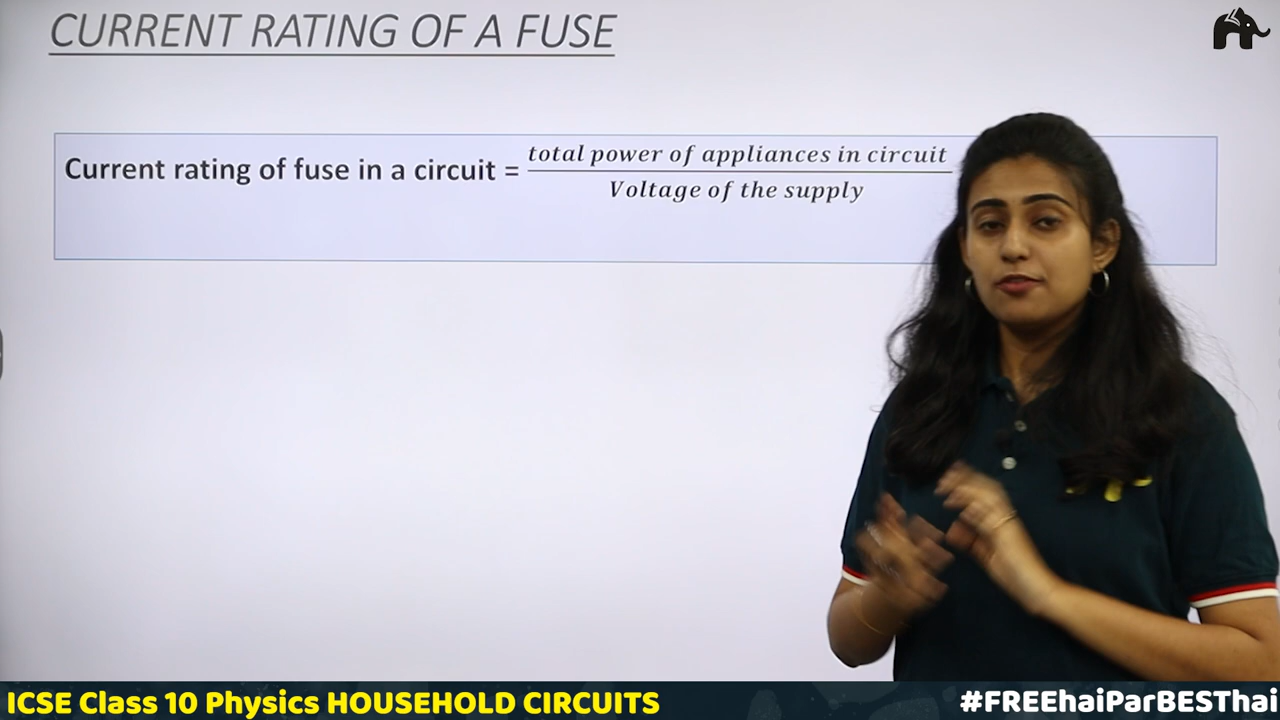 CURRENT RATING OF A FUSE
Current rating of fuse in a circuit = total power of appliances in circuit / Voltage of the supply
ICSE Class 10 Physics HOUSEHOLD CIRCUITS
#FREEhaiParBESThai